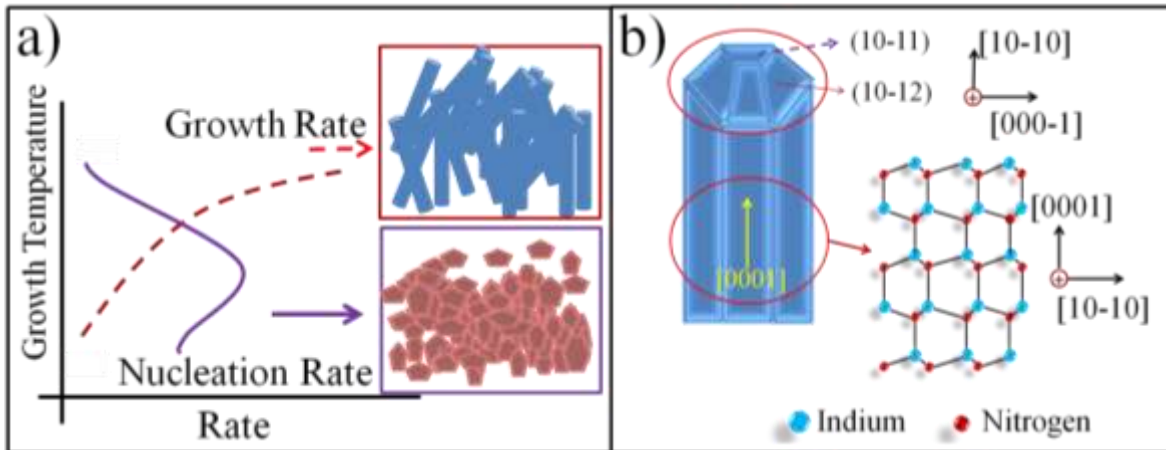 a)
Growth Temperature
Growth Rate
Nucleation Rate
Rate
b)
(10-11)
(10-12)
[10-10]
[000-1]
[0001]
[0001]
[10-10]
Indium
Nitrogen